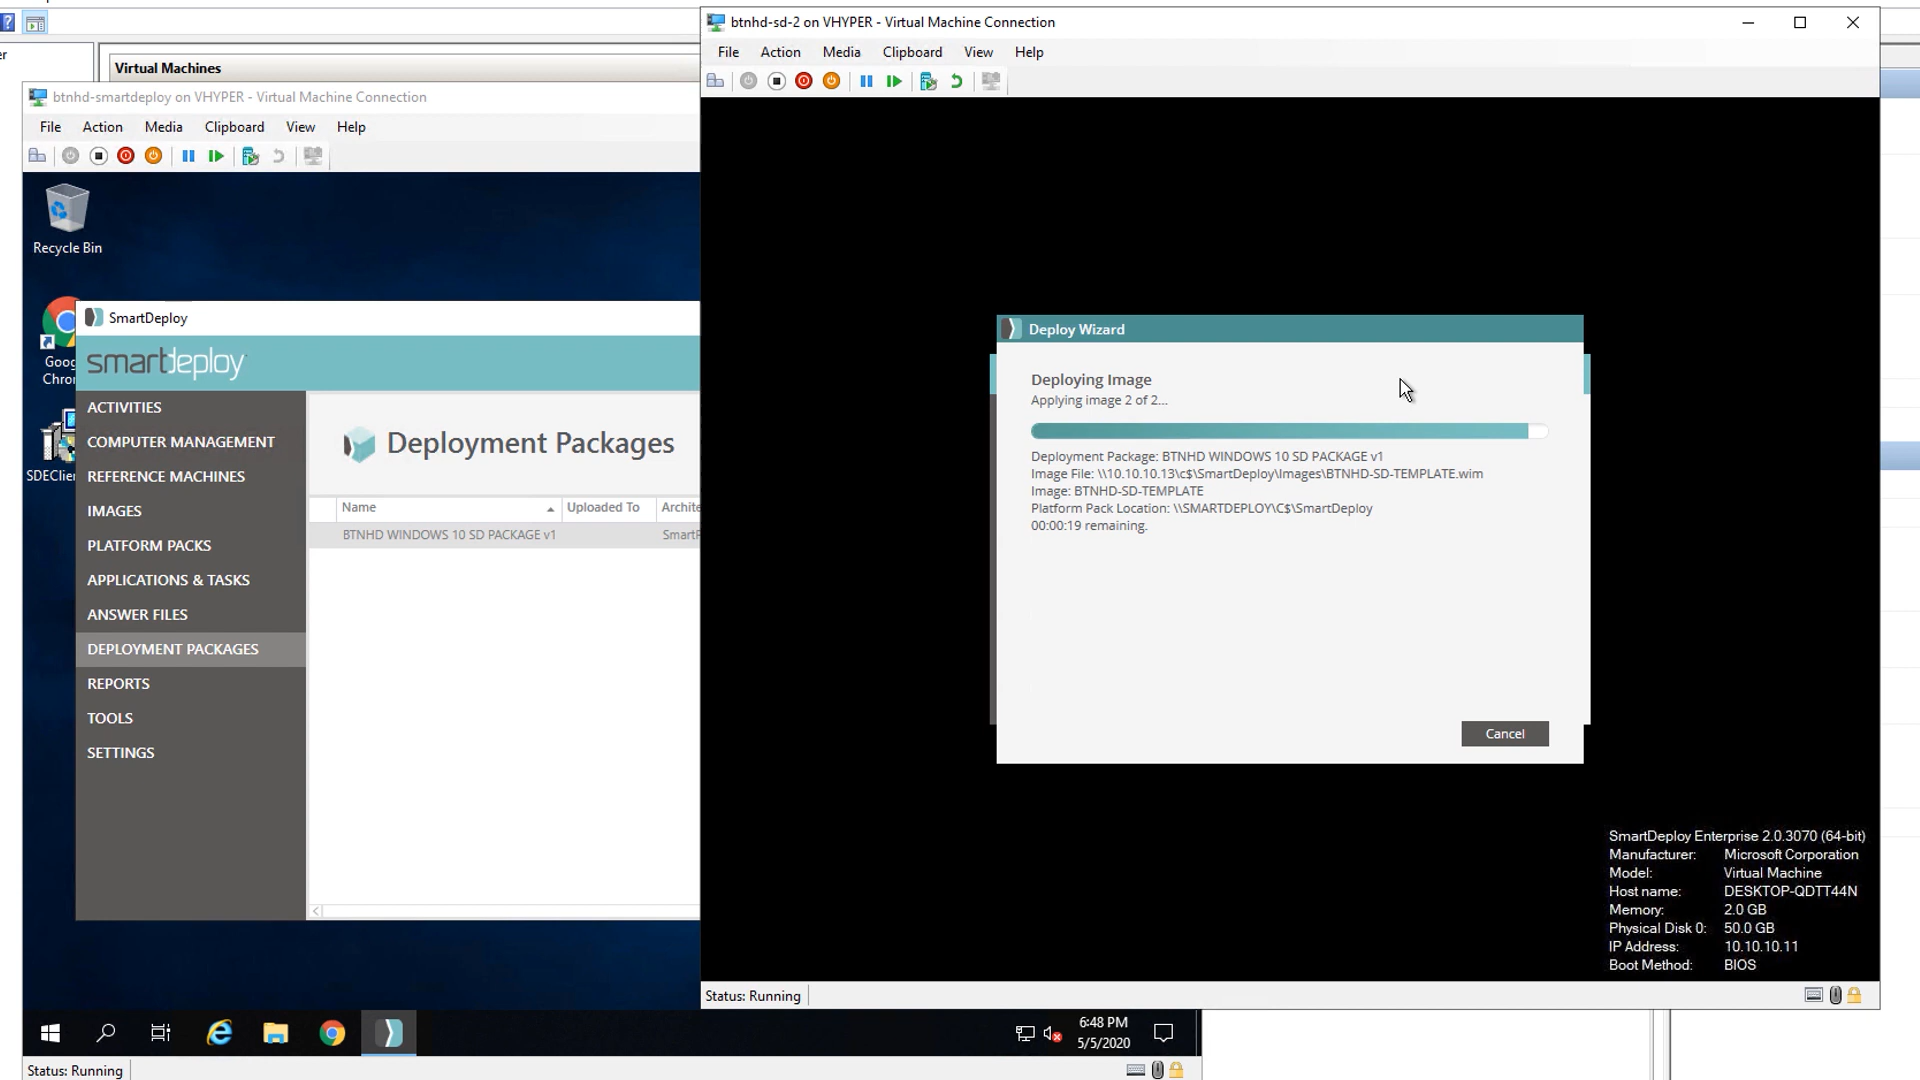 er
Virtual Machines
btnhd-smartdeploy on VHYPER - Virtual Machine Connection
File Action Media Clipboard View Help
Recycle Bin
Goog
Chron
SDEClien
SmartDeploy
smartdeploy
ACTIVITIES
COMPUTER MANAGEMENT
REFERENCE MACHINES
IMAGES
PLATFORM PACKS
APPLICATIONS & TASKS
ANSWER FILES
DEPLOYMENT PACKAGES
REPORTS
TOOLS
SETTINGS
Deployment Packages
Name Uploaded To Archite
BTNHD WINDOWS 10 SD PACKAGE v1 SmartP
6:48 PM
5/5/2020
Status: Running
btnhd-sd-2 on VHYPER - Virtual Machine Connection
File Action Media Clipboard View Help
Deploy Wizard
Deploying Image
Applying image 2 of 2...
Deployment Package: BTNHD WINDOWS 10 SD PACKAGE v1
Image File: \\10.10.10.13\c$\SmartDeploy\Images\BTNHD-SD-TEMPLATE.wim
Image: BTNHD-SD-TEMPLATE
Platform Pack Location: \\SMARTDEPLOY\C$\SmartDeploy
00:00:19 remaining.
Cancel
SmartDeploy Enterprise 2.0.3070 (64-bit)
Manufacturer: Microsoft Corporation
Model: Virtual Machine
Host name: DESKTOP-QDTT44N
Memory: 2.0 GB
Physical Disk 0: 50.0 GB
IP Address: 10.10.10.11
Boot Method: BIOS
Status: Running